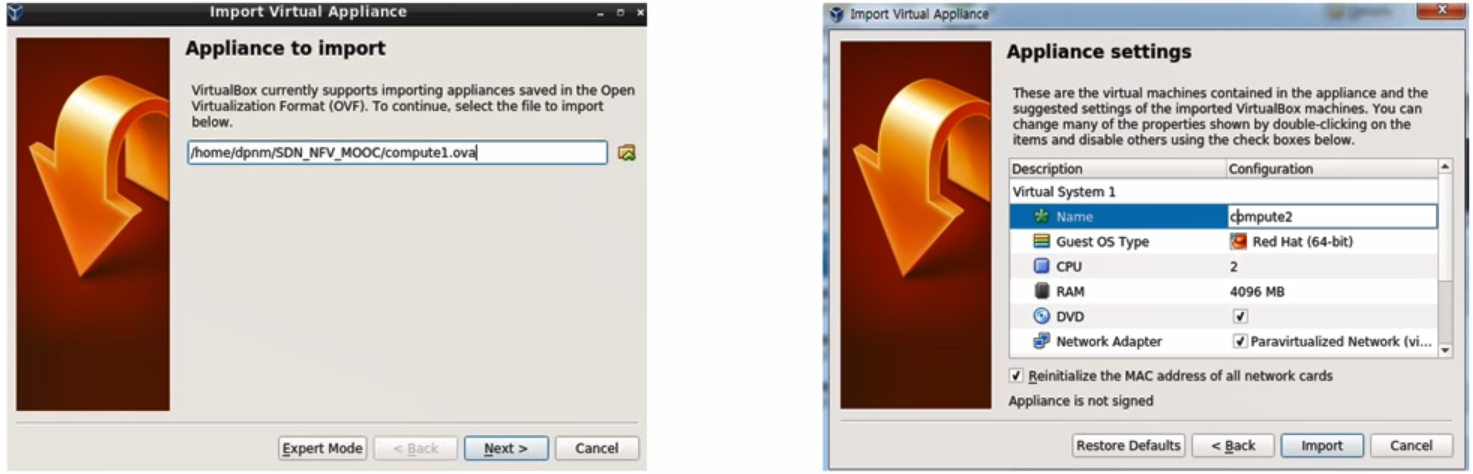 Import Virtual Appliance
Appliance to import
VirtualBox currently supports importing appliances saved in the Open
Virtualization Format (OVF). To continue, select the file to import
below.
/home/dpnm/SDN_NFV_MOOC/compute1.ova
Expert Mode
< Back
Next >
Cancel
Import Virtual Appliance
Appliance settings
These are the virtual machines contained in the appliance and the
suggested settings of the imported VirtualBox machines. You can
change many of the properties shown by double-clicking on the
items and disable others using the check boxes below.
Description Configuration
Virtual System 1
Name compute2
Guest OS Type Red Hat (64-bit)
CPU 2
RAM 4096 MB
DVD
Network Adapter Paravirtualized Network (vi...
Reinitialize the MAC address of all network cards
Appliance is not signed
Restore Defaults
< Back
Import
Cancel